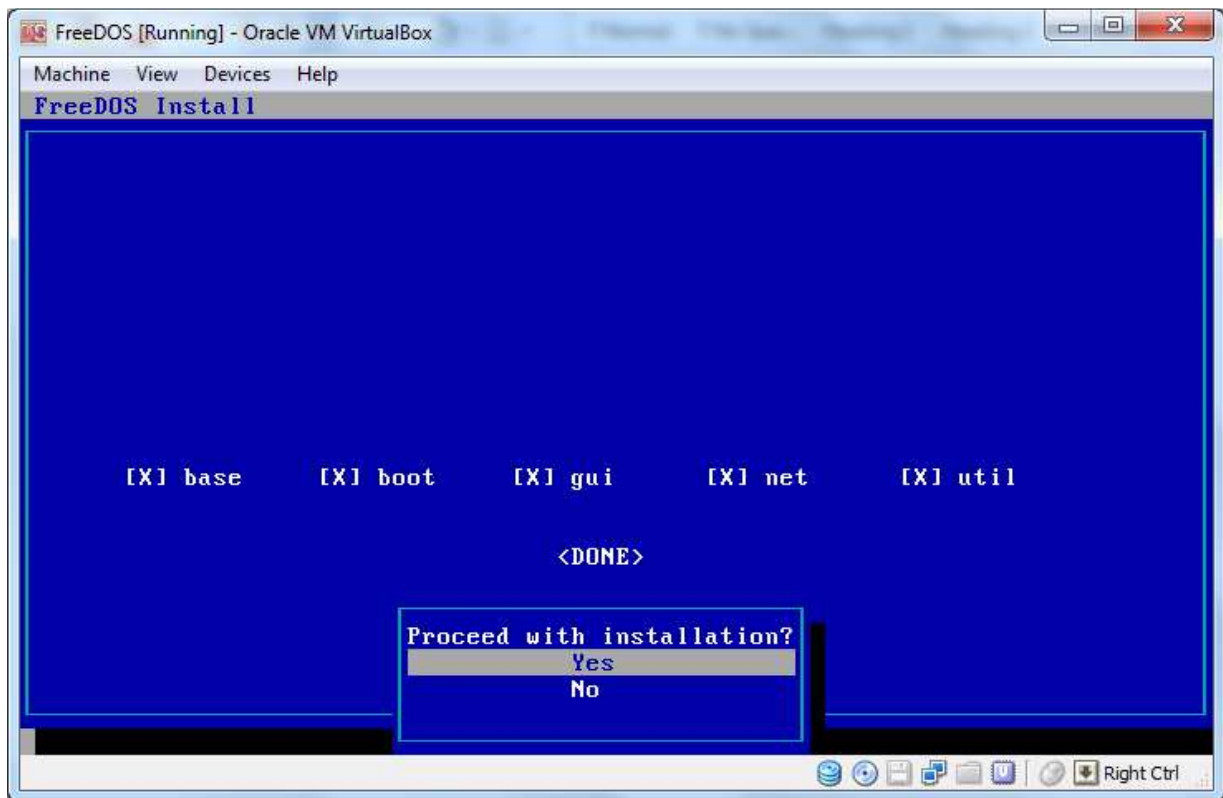 FreeDOS [Running] - Oracle VM VirtualBox
Machine View Devices Help
FreeDOS Install
[X] base [X] boot [X] gui [X] net [X] util
<DONE>
Proceed with installation?
Yes
No
Right Ctrl